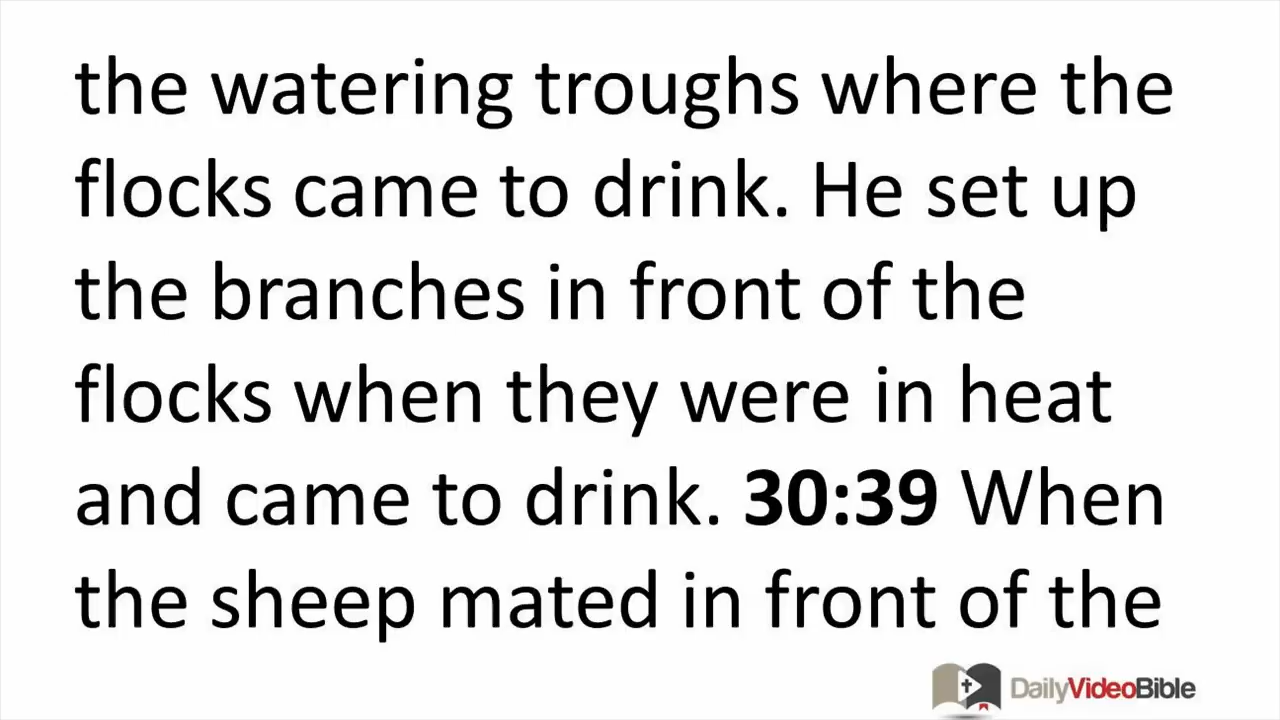 the watering troughs where the
flocks came to drink. He set up
the branches in front of the
flocks when they were in heat
and came to drink. 30:39 When
the sheep mated in front of the
DailyVideoBible